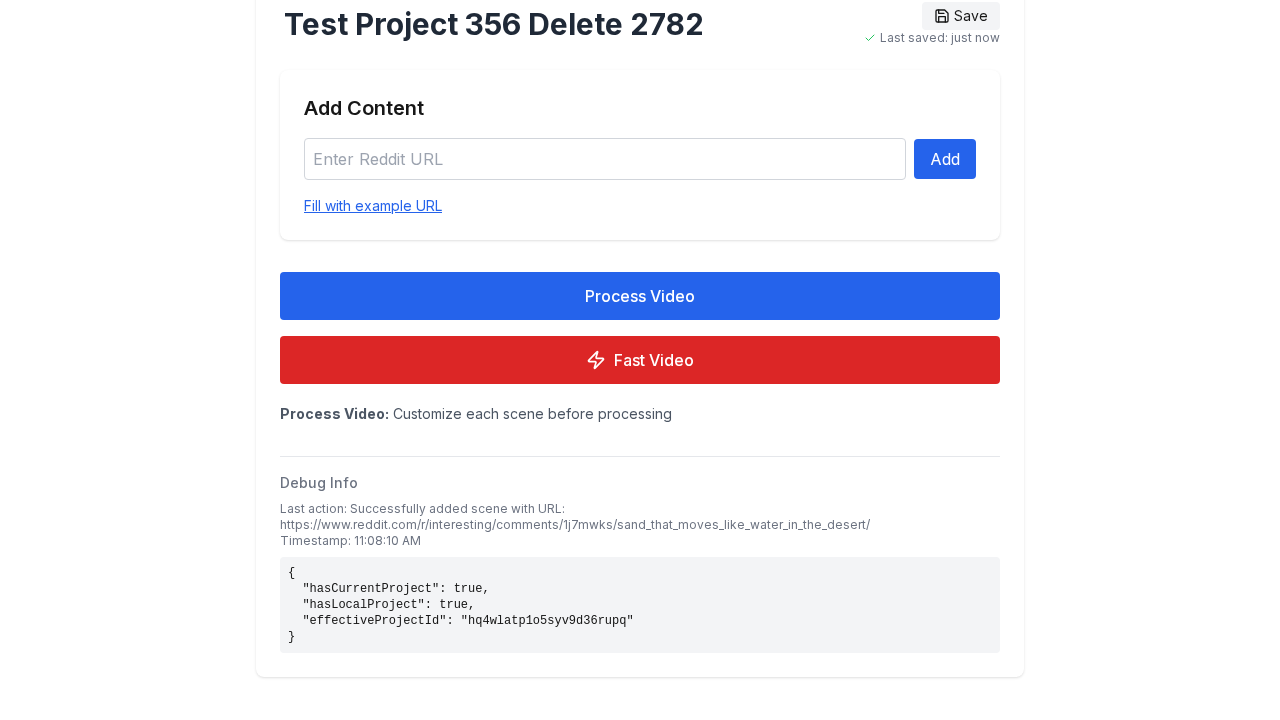 Test Project 356 Delete 2782
Save
Last saved: just now
Add Content
Enter Reddit URL
Add
Fill with example URL
Process Video
Fast Video
Process Video: Customize each scene before processing
Debug Info
Last action: Successfully added scene with URL:
https://www.reddit.com/r/interesting/comments/1j7mwks/sand_that_moves_like_water_in_the_desert/
Timestamp: 11:08:10 AM
{
  "hasCurrentProject": true,
  "hasLocalProject": true,
  "effectiveProjectId": "hq4wlatp1o5syv9d36rupq"
}